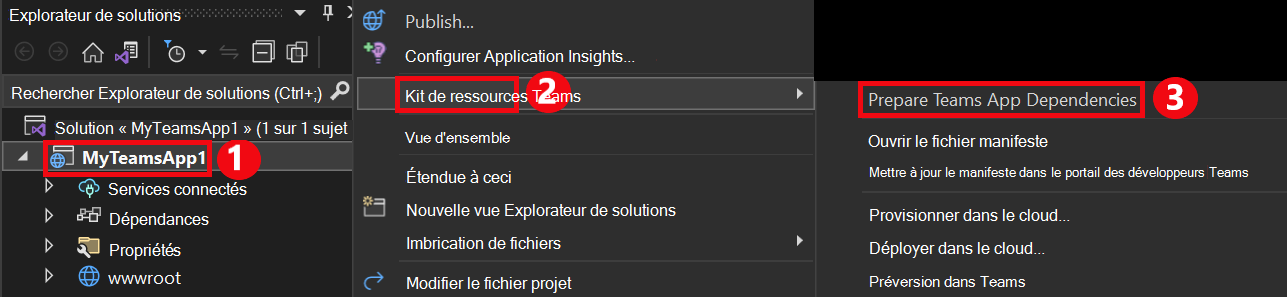 Explorateur de solutions
Rechercher Explorateur de solutions (Ctrl+;)
Solution « MyTeamsApp1 » (1 sur 1 sujet
MyTeamsApp1
1
Services connectés
Dépendances
Propriétés
wwwroot
Publish...
Configurer Application Insights...
Kit de ressources Teams
2
Vue d'ensemble
Étendue à ceci
Nouvelle vue Explorateur de solutions
Imbrication de fichiers
Modifier le fichier projet
Prepare Teams App Dependencies
3
Ouvrir le fichier manifeste
Mettre à jour le manifeste dans le portail des développeurs Teams
Provisionner dans le cloud...
Déployer dans le cloud...
Préversion dans Teams